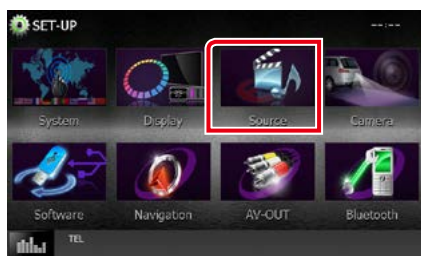 SET-UP
--:--
System Display Source Camera
Software Navigation AV-OUT Bluetooth
TEL